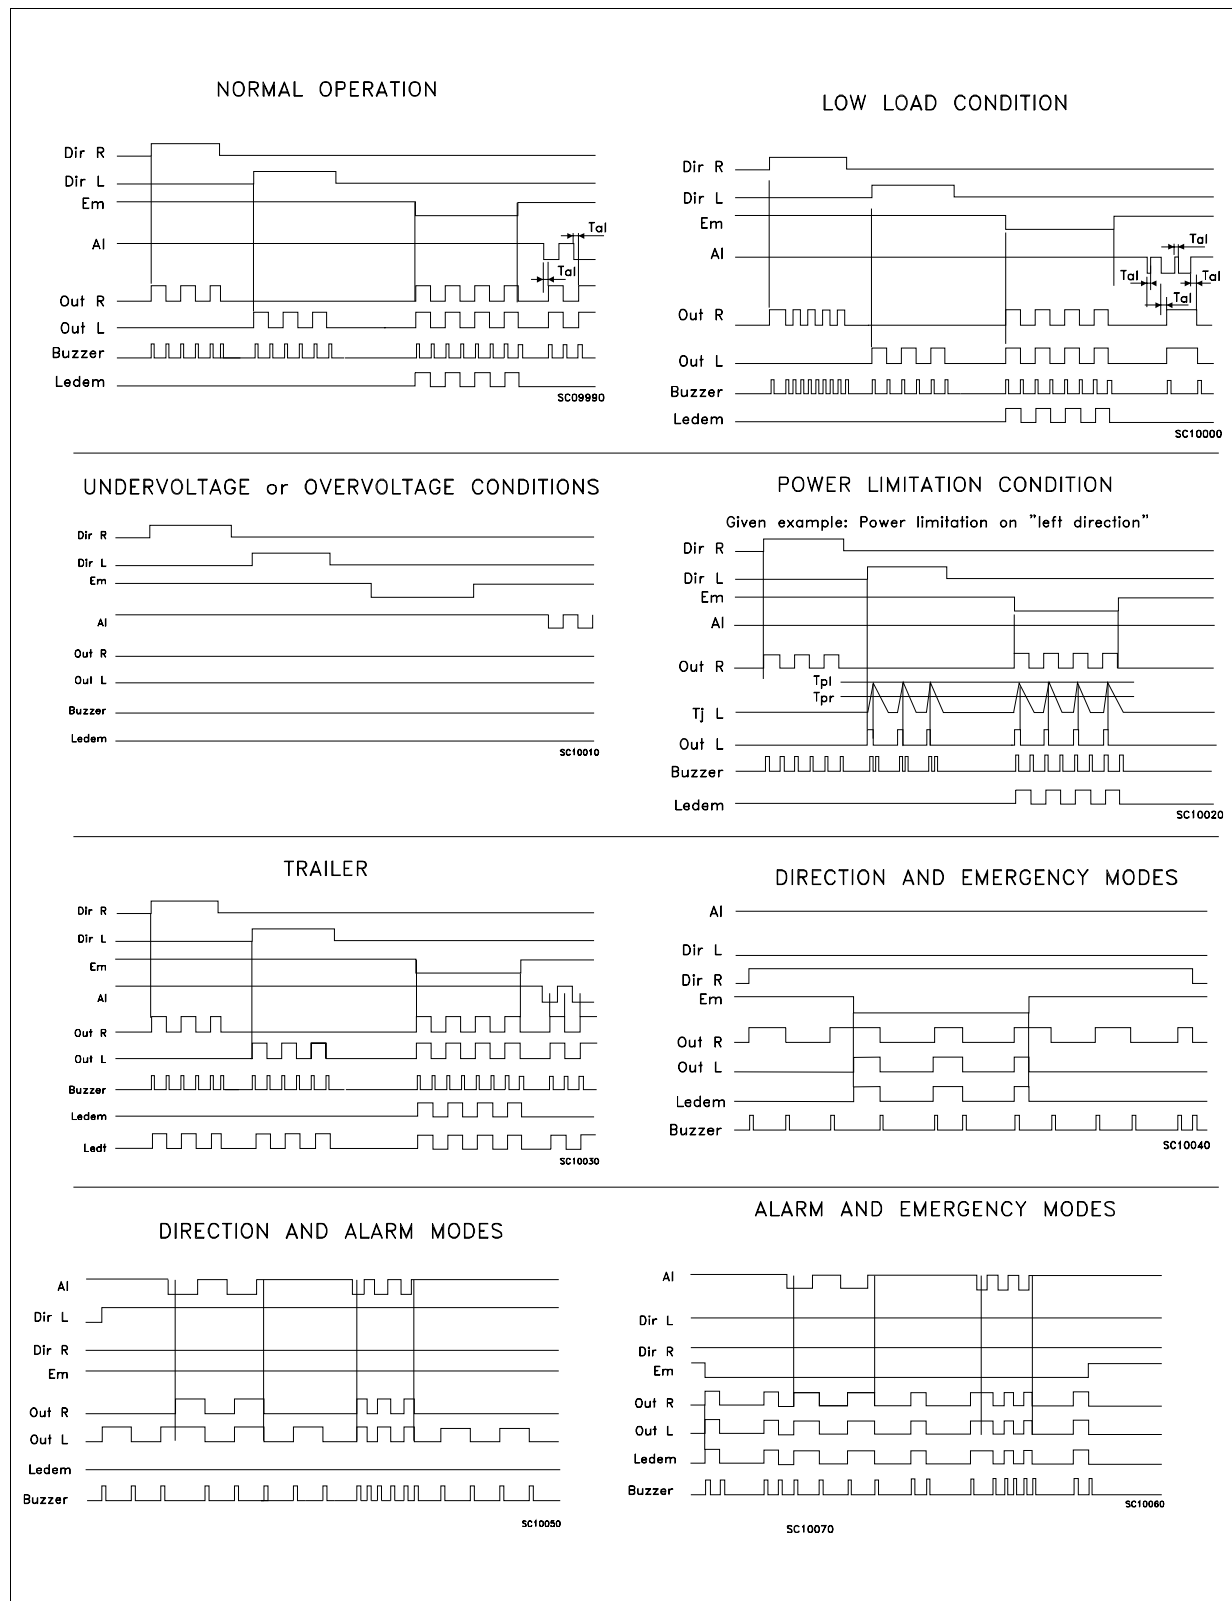 NORMAL OPERATION
Dir R
Dir L
Em
Al
Tal
Tal
Out R
Out L
Buzzer
Ledem
SC09990
LOW LOAD CONDITION
Dir R
Dir L
Em
Al
Tal
Tal
Tal
Tal
Out R
Out L
Buzzer
Ledem
SC10000
UNDERVOLTAGE or OVERVOLTAGE CONDITIONS
Dir R
Dir L
Em
Al
Out R
Out L
Buzzer
Ledem
SC10010
POWER LIMITATION CONDITION
Given example: Power limitation on "left direction"
Dir R
Dir L
Em
Al
Out R
Tpl
Tpr
Tj L
Out L
Buzzer
Ledem
SC10020
TRAILER
Dir R
Dir L
Em
Al
Out R
Out L
Buzzer
Ledem
Ledt
SC10030
DIRECTION AND EMERGENCY MODES
Al
Dir L
Dir R
Em
Out R
Out L
Ledem
Buzzer
SC10040
DIRECTION AND ALARM MODES
Al
Dir L
Dir R
Em
Out R
Out L
Ledem
Buzzer
SC10050
ALARM AND EMERGENCY MODES
Al
Dir L
Dir R
Em
Out R
Out L
Ledem
Buzzer
SC10060
SC10070